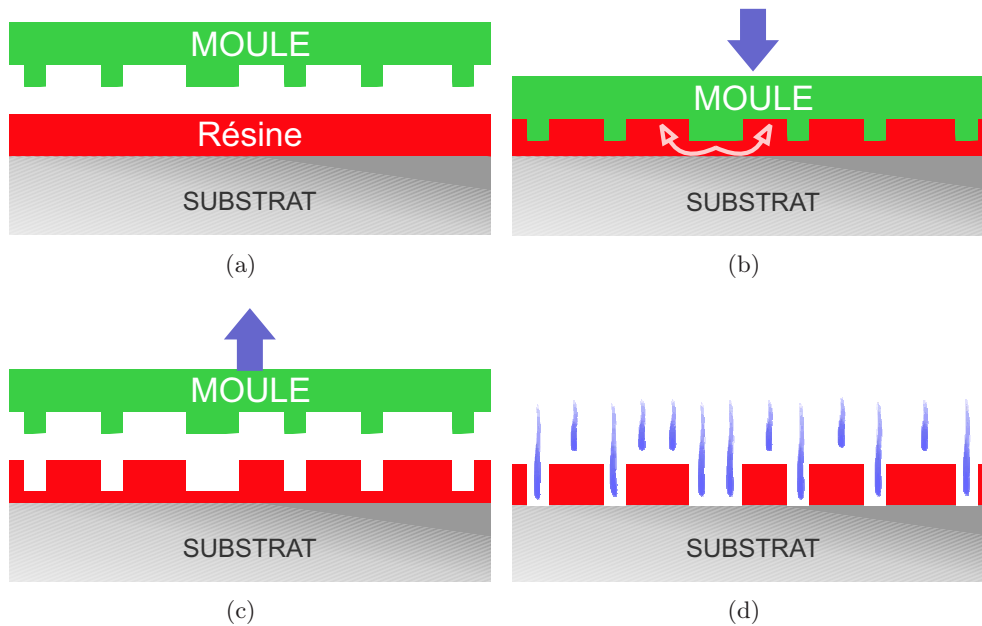 MOULE
Résine
SUBSTRAT
(a)
MOULE
SUBSTRAT
(b)
MOULE
SUBSTRAT
(c)
SUBSTRAT
(d)